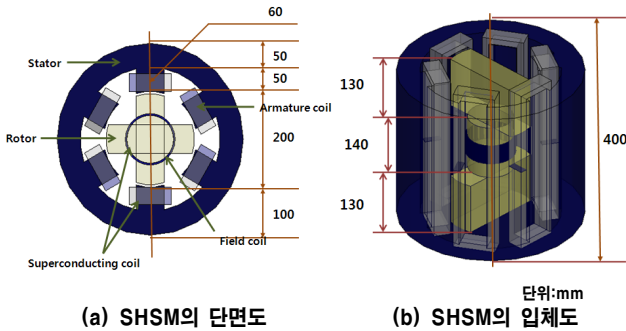 60
50
50
Stator
Armature coil
Rotor
200
100
Field coil
Superconducting coil
130
140
130
400
단위:mm
(a) SHSM의 단면도
(b) SHSM의 입체도